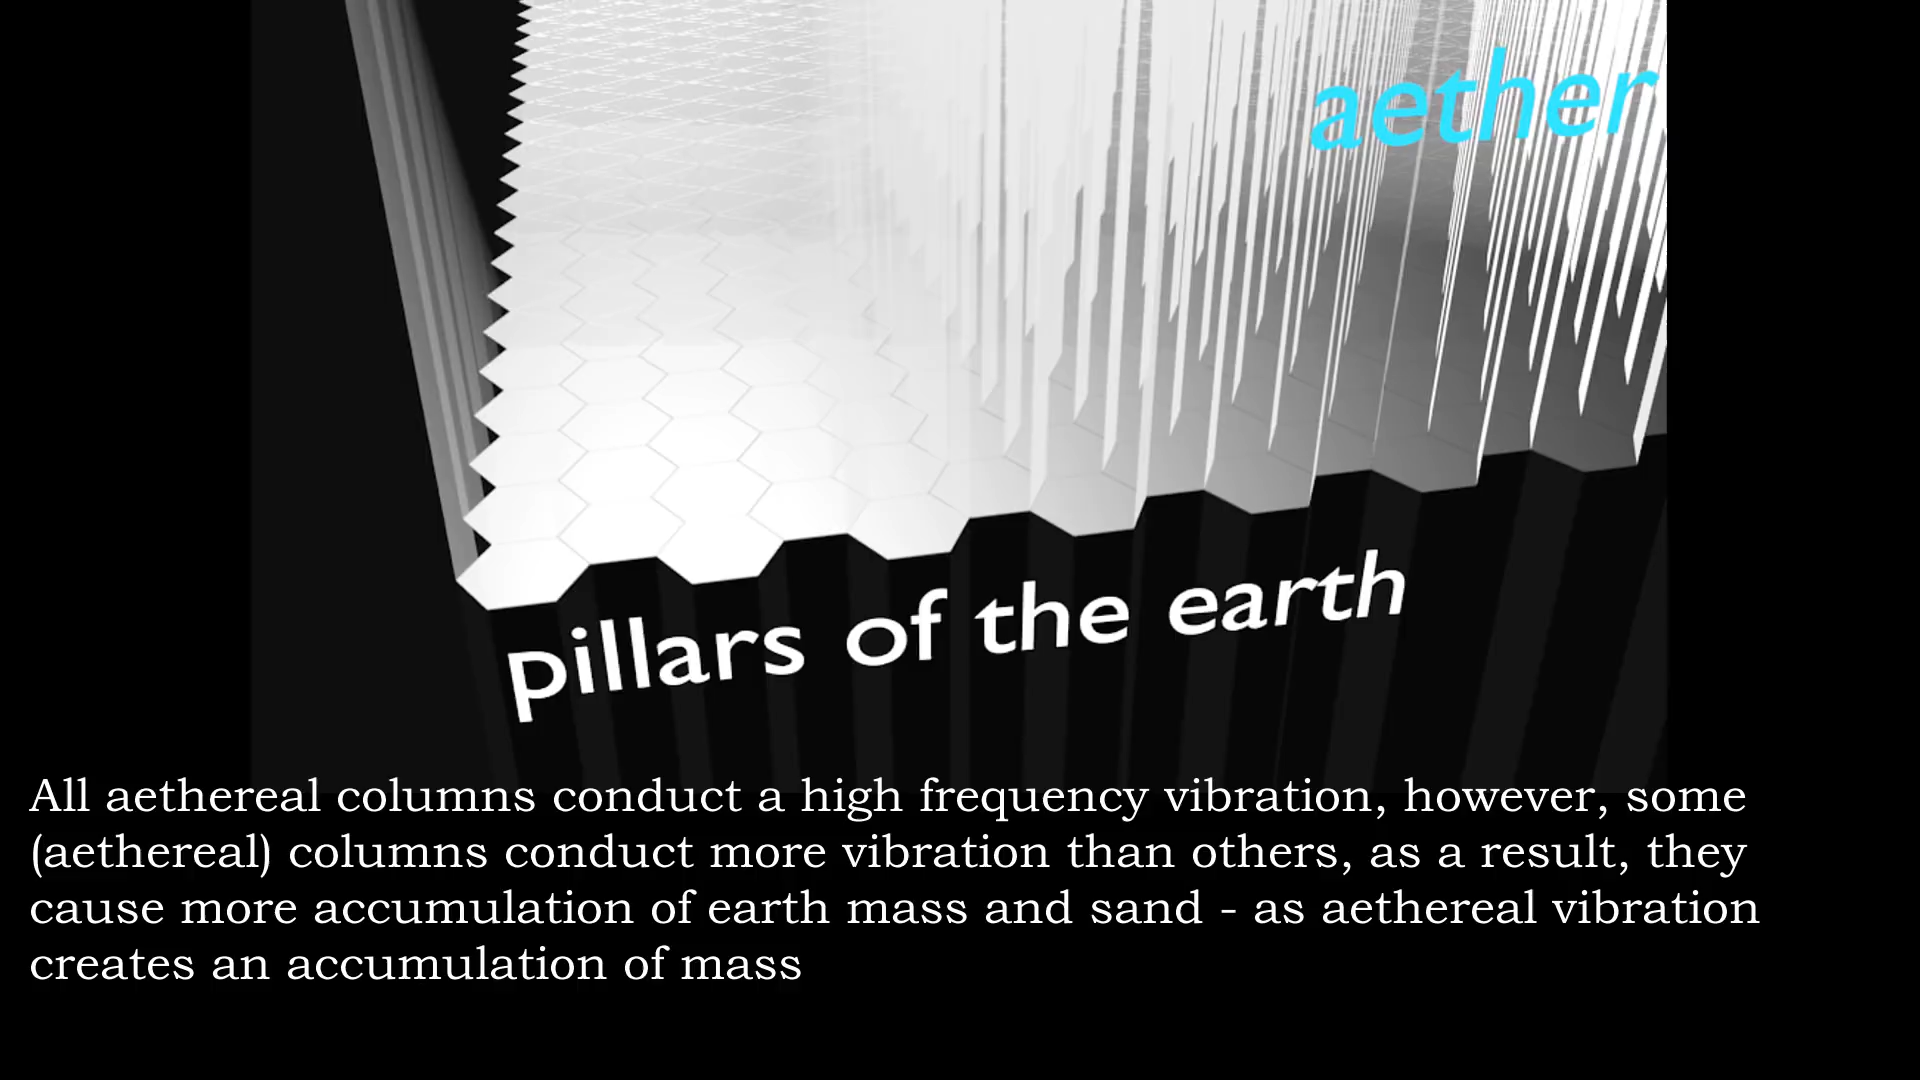 aether
pillars of the earth
All aethereal columns conduct a high frequency vibration, however, some
(aethereal) columns conduct more vibration than others, as a result, they
cause more accumulation of earth mass and sand - as aethereal vibration
creates an accumulation of mass